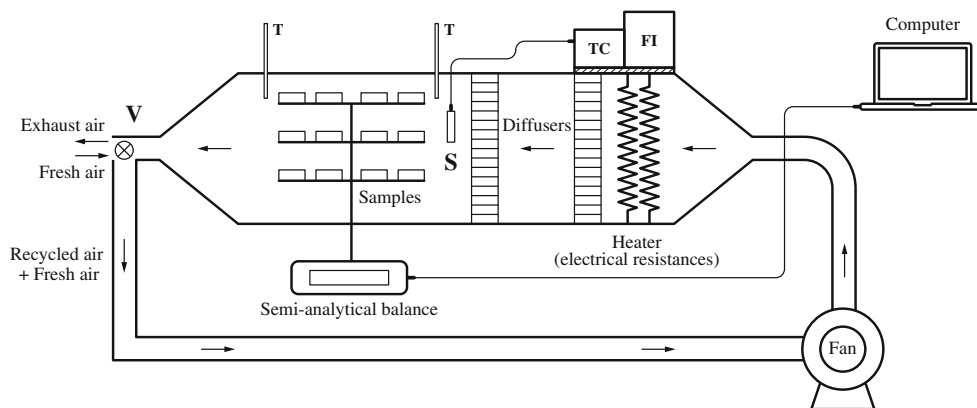 Computer
T
T
TC
FI
V
Exhaust air
Fresh air
Diffusers
S
Samples
Recycled air
+ Fresh air
Heater
(electrical resistances)
Semi-analytical balance
Fan